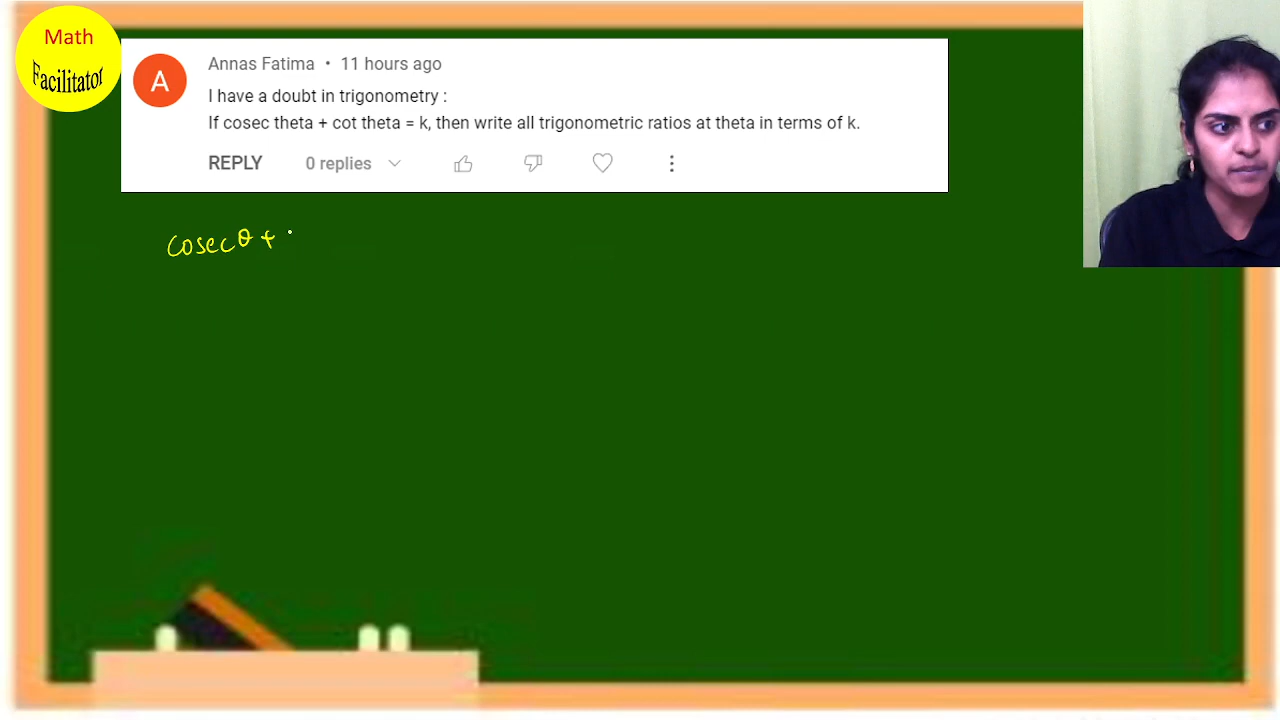 Math
Facilitator
A
Annas Fatima • 11 hours ago
I have a doubt in trigonometry :
If cosec theta + cot theta = k, then write all trigonometric ratios at theta in terms of k.
REPLY 0 replies
cosec θ +